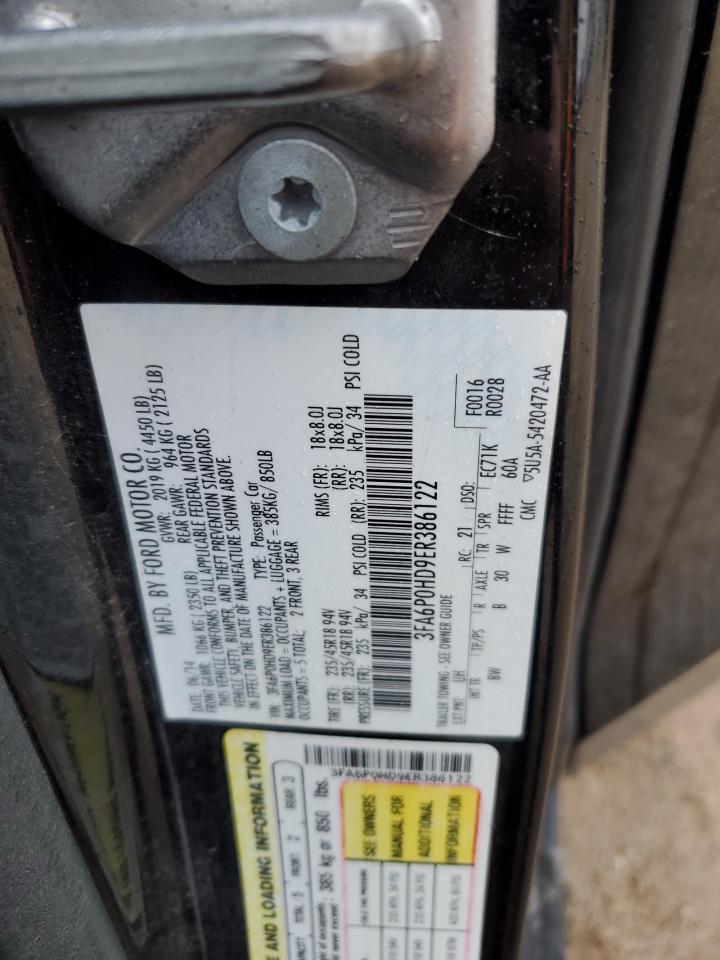 MFD. BY FORD MOTOR CO.
DATE: 06/14 GVWR: 2019 KG ( 4450 LB)
FRONT GAWR: 1066 KG ( 2350 LB) REAR GAWR: 964 KG ( 2125 LB)
THIS VEHICLE CONFORMS TO ALL APPLICABLE FEDERAL MOTOR
VEHICLE SAFETY, BUMPER, AND THEFT PREVENTION STANDARDS
IN EFFECT ON THE DATE OF MANUFACTURE SHOWN ABOVE.
VIN: 3FA6P0HD9ER386122 TYPE: Passenger Car
MAXIMUM LOAD = OCCUPANTS + LUGGAGE = 385KG / 850LB
OCCUPANTS = 5 TOTAL; 2 FRONT, 3 REAR
TIRE (FR): 235/45R18 94V RIMS (FR): 18x8.0J
(RR): 235/45R18 94V (RR): 18x8.0J
PRESSURE (FR): 235 kPa/ 34 PSI COLD (RR): 235 kPa/ 34 PSI COLD
3FA6P0HD9ER386122
TRAILER TOWING - SEE OWNER GUIDE F0016
EXT PNT: UH RC: 21 DSO: R0028
INT TR TP/PS R AXLE TR SPR EC71K
BW B 30 W FFF 60A
CMC ▽5U5A-5420472-AA
E AND LOADING INFORMATION
TOTAL 5 FRONT 2 REAR 3
385 kg or 850 lbs.
3FA6P0HD9ER386122
SEE OWNERS
MANUAL FOR
ADDITIONAL
INFORMATION